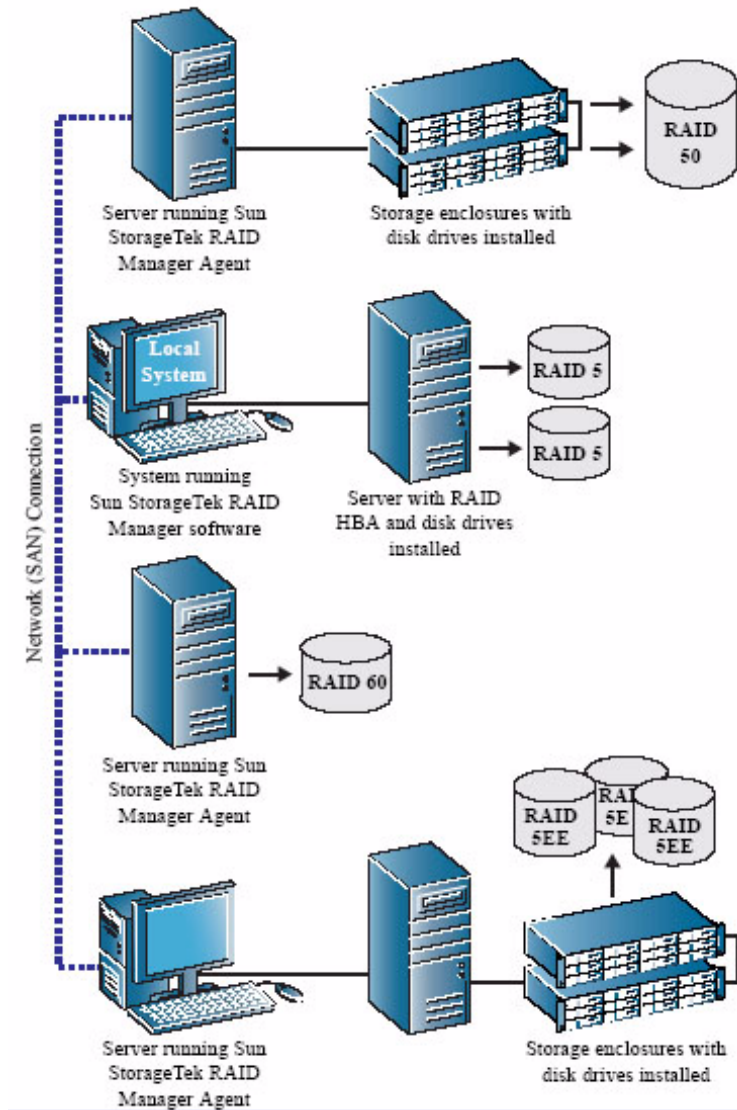 RAID
50
Server running Sun
StorageTek RAID
Manager Agent
Storage enclosures with
disk drives installed
Local
System
RAID 5
RAID 5
System running
Sun StorageTek RAID
Manager software
Server with RAID
HBA and disk drives
installed
Network (SAN) Connection
RAID 60
Server running Sun
StorageTek RAID
Manager Agent
RAID
5EE
RAI
5E
RAID
5EE
Server running Sun
StorageTek RAID
Manager Agent
Storage enclosures with
disk drives installed